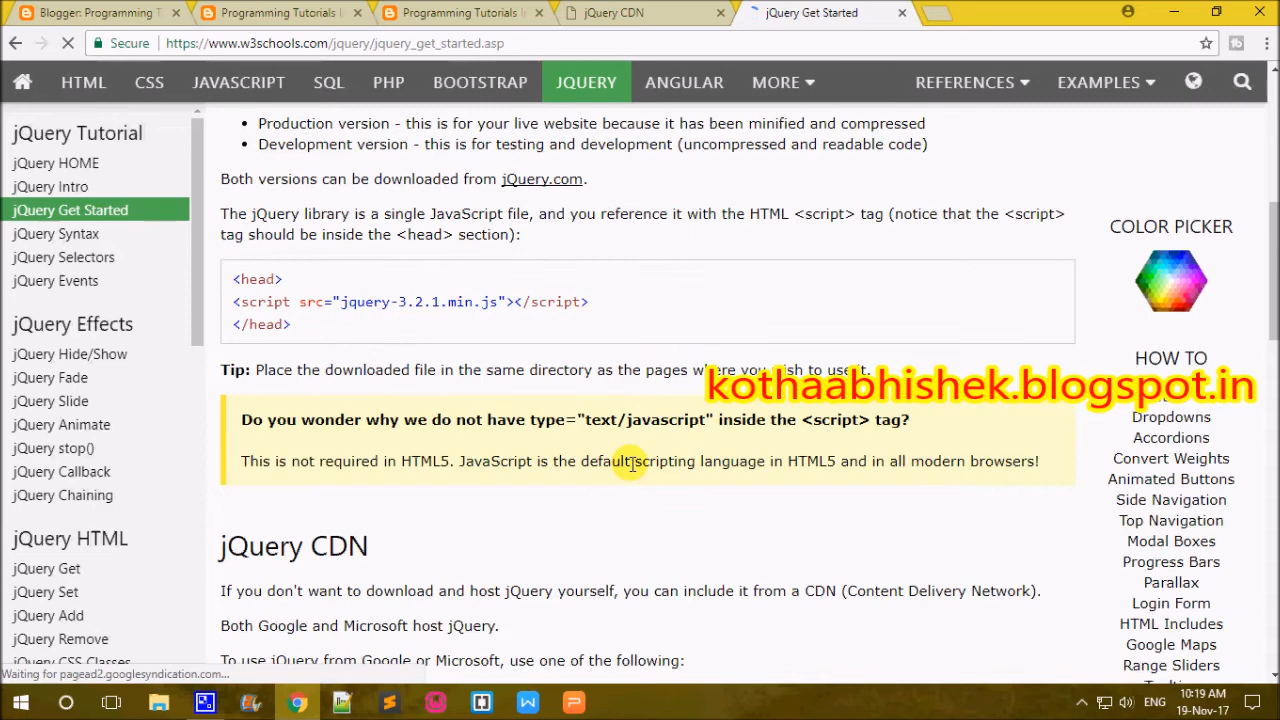 Blogger: Programming T
Programming Tutorials I
Programming Tutorials I
jQuery CDN
jQuery Get Started
Secure
https://www.w3schools.com/jquery/jquery_get_started.asp
HTML CSS JAVASCRIPT SQL PHP BOOTSTRAP JQUERY ANGULAR MORE REFERENCES EXAMPLES
jQuery Tutorial
jQuery HOME
jQuery Intro
jQuery Get Started
jQuery Syntax
jQuery Selectors
jQuery Events
jQuery Effects
jQuery Hide/Show
jQuery Fade
jQuery Slide
jQuery Animate
jQuery stop()
jQuery Callback
jQuery Chaining
jQuery HTML
jQuery Get
jQuery Set
jQuery Add
jQuery Remove
jQuery CSS Classes
• Production version - this is for your live website because it has been minified and compressed
• Development version - this is for testing and development (uncompressed and readable code)
Both versions can be downloaded from jQuery.com.
The jQuery library is a single JavaScript file, and you reference it with the HTML <script> tag (notice that the <script>
tag should be inside the <head> section):
<head>
<script src="jquery-3.2.1.min.js"></script>
</head>
Tip: Place the downloaded file in the same directory as the pages where you wish to use it.
kothaabhishek.blogspot.in
Do you wonder why we do not have type="text/javascript" inside the <script> tag?
This is not required in HTML5. JavaScript is the default scripting language in HTML5 and in all modern browsers!
jQuery CDN
If you don't want to download and host jQuery yourself, you can include it from a CDN (Content Delivery Network).
Both Google and Microsoft host jQuery.
To use jQuery from Google or Microsoft, use one of the following:
COLOR PICKER
HOW TO
Dropdowns
Accordions
Convert Weights
Animated Buttons
Side Navigation
Top Navigation
Modal Boxes
Progress Bars
Parallax
Login Form
HTML Includes
Google Maps
Range Sliders
Waiting for pagead2.googlesyndication.com...
ENG
10:19 AM
19-Nov-17